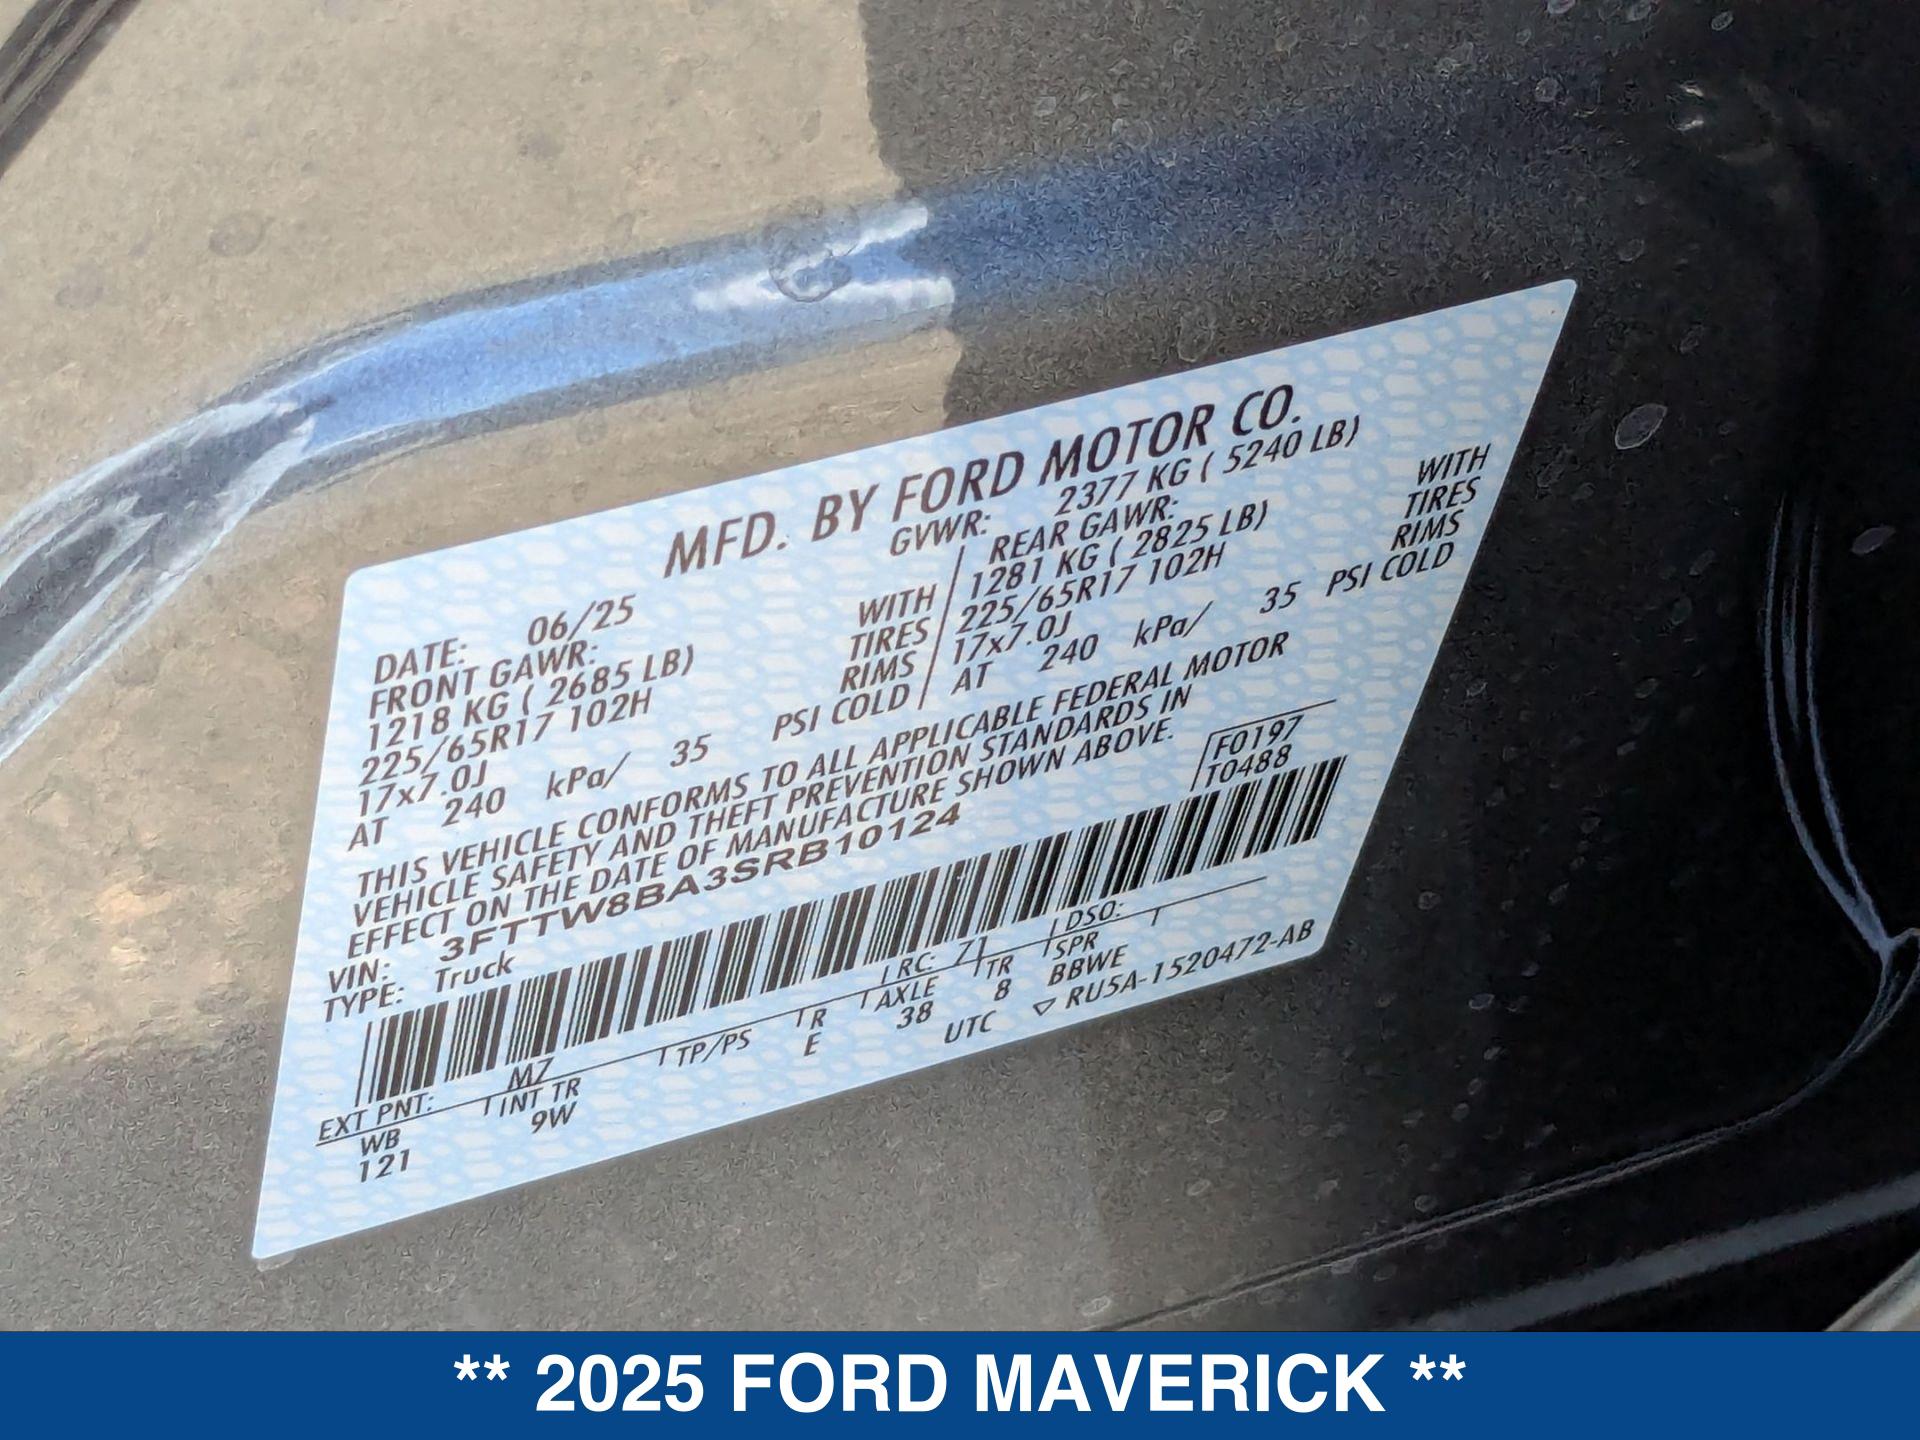 MFD. BY FORD MOTOR CO.
DATE: 06/25 GVWR: 2377 KG ( 5240 LB)
FRONT GAWR: REAR GAWR:
1218 KG ( 2685 LB) WITH 1281 KG ( 2825 LB) WITH
225/65R17 102H TIRES 225/65R17 102H TIRES
17x7.0J RIMS 17x7.0J RIMS
AT 240 kPa/ 35 PSI COLD AT 240 kPa/ 35 PSI COLD
THIS VEHICLE CONFORMS TO ALL APPLICABLE FEDERAL MOTOR
VEHICLE SAFETY AND THEFT PREVENTION STANDARDS IN
EFFECT ON THE DATE OF MANUFACTURE SHOWN ABOVE.
VIN: 3FTTW8BA3SRB10124 F0197
TYPE: Truck T0488
EXT PNT: M7 RC: 71 DSO:
WB INT TR TP/PS R AXLE TR SPR
121 9W E 38 8 BBWE
UTC ▽ RU5A-1520472-AB
** 2025 FORD MAVERICK **